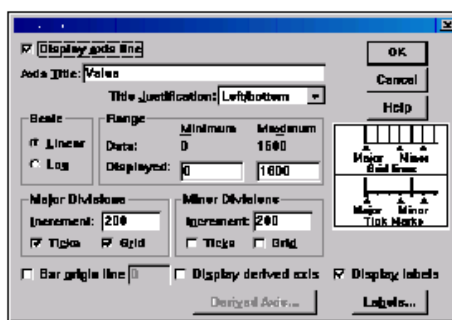 Display axis line
OK
Axis Title: Value
Cancel
Title Justification: Left/bottom
Help
Scale
Range
Minimum Maximum
Linear
Data: 0 1500
Log
Displayed: 0 1600
Major Minor
Grid lines
Major Divisions
Minor Divisions
Increment: 200
Increment: 200
Major Minor
Tick Marks
Ticks Grid
Ticks Grid
Bar origin line 0
Display derived axis
Display labels
Derived Axis...
Labels...